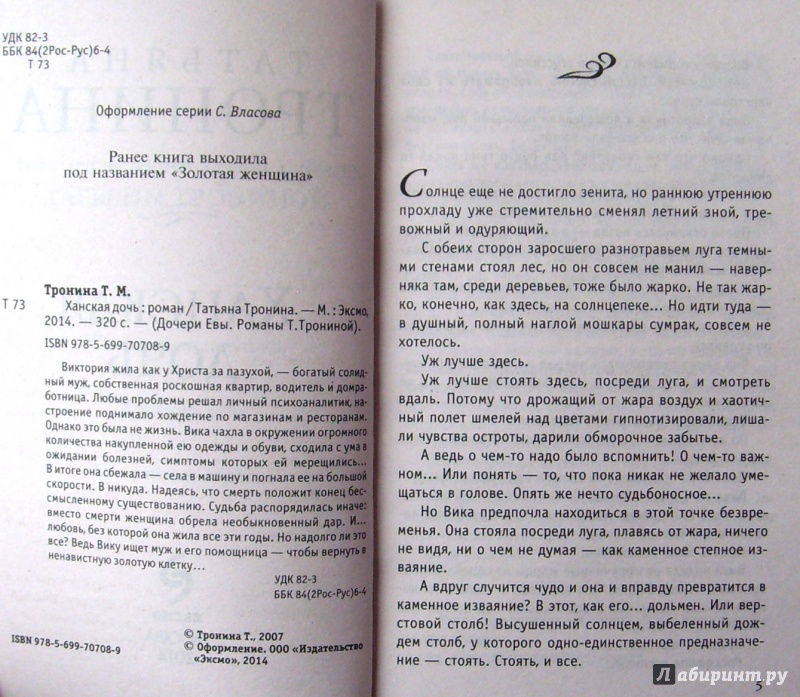 УДК 82-3
ББК 84(2Рос-Рус)6-4
Т 73
Оформление серии С. Власова
Ранее книга выходила
под названием «Золотая женщина»
Тронина Т. М.
Т 73 Ханская дочь : роман / Татьяна Тронина. — М. : Эксмо,
2014. — 320 с. — (Дочери Евы. Романы Т.Трониной).
ISBN 978-5-699-70708-9
Виктория жила как у Христа за пазухой, — богатый солид-
ный муж, собственная роскошная квартир, водитель и домра-
ботница. Любые проблемы решал личный психоаналитик, на-
строение поднимало хождение по магазинам и ресторанам.
Однако это была не жизнь. Вика чахла в окружении огромного
количества накупленной ею одежды и обуви, сходила с ума в
ожидании болезней, симптомы которых ей мерещились...
В итоге она сбежала — села в машину и погнала ее на большой
скорости. В никуда. Надеясь, что смерть положит конец бес-
смысленному существованию. Судьба распорядилась иначе:
вместо смерти женщина обрела необыкновенный дар. И...
любовь, без которой она жила все эти годы. Но надолго ли это
все? Ведь Вику ищет муж и его помощница — чтобы вернуть в
ненавистную золотую клетку...
УДК 82-3
ББК 84(2Рос-Рус)6-4
© Тронина Т., 2007
© Оформление. ООО «Издательство
ISBN 978-5-699-70708-9 «Эксмо», 2014
Солнце еще не достигло зенита, но раннюю утреннюю
прохладу уже стремительно сменял летний зной, тре-
вожный и одуряющий.
С обеих сторон заросшего разнотравьем луга темны-
ми стенами стоял лес, но он совсем не манил — навер-
няка там, среди деревьев, тоже было жарко. Не так жар-
ко, конечно, как здесь, на солнцепеке... Но идти туда —
в душный, полный наглой мошкары сумрак, совсем не
хотелось.
Уж лучше здесь.
Уж лучше стоять здесь, посреди луга, и смотреть
вдаль. Потому что дрожащий от жара воздух и хаотич-
ный полет шмелей над цветами гипнотизировали, лиша-
ли чувства остроты, дарили обморочное забытье.
А ведь о чем-то надо было вспомнить! О чем-то важ-
ном... Или понять — то, что пока никак не желало уме-
щаться в голове. Опять же нечто судьбоносное...
Но Вика предпочла находиться в этой точке безвре-
менья. Она стояла посреди луга, плавясь от жара, ничего
не видя, ни о чем не думая — как каменное степное из-
ваяние.
А вдруг случится чудо и она и вправду превратится в
каменное изваяние? В этот, как его... дольмен. Или вер-
стовой столб! Высушенный солнцем, выбеленный дож-
дем столб, у которого одно-единственное предназначе-
ние — стоять. Стоять, и все.
5
Лабиринт.ру